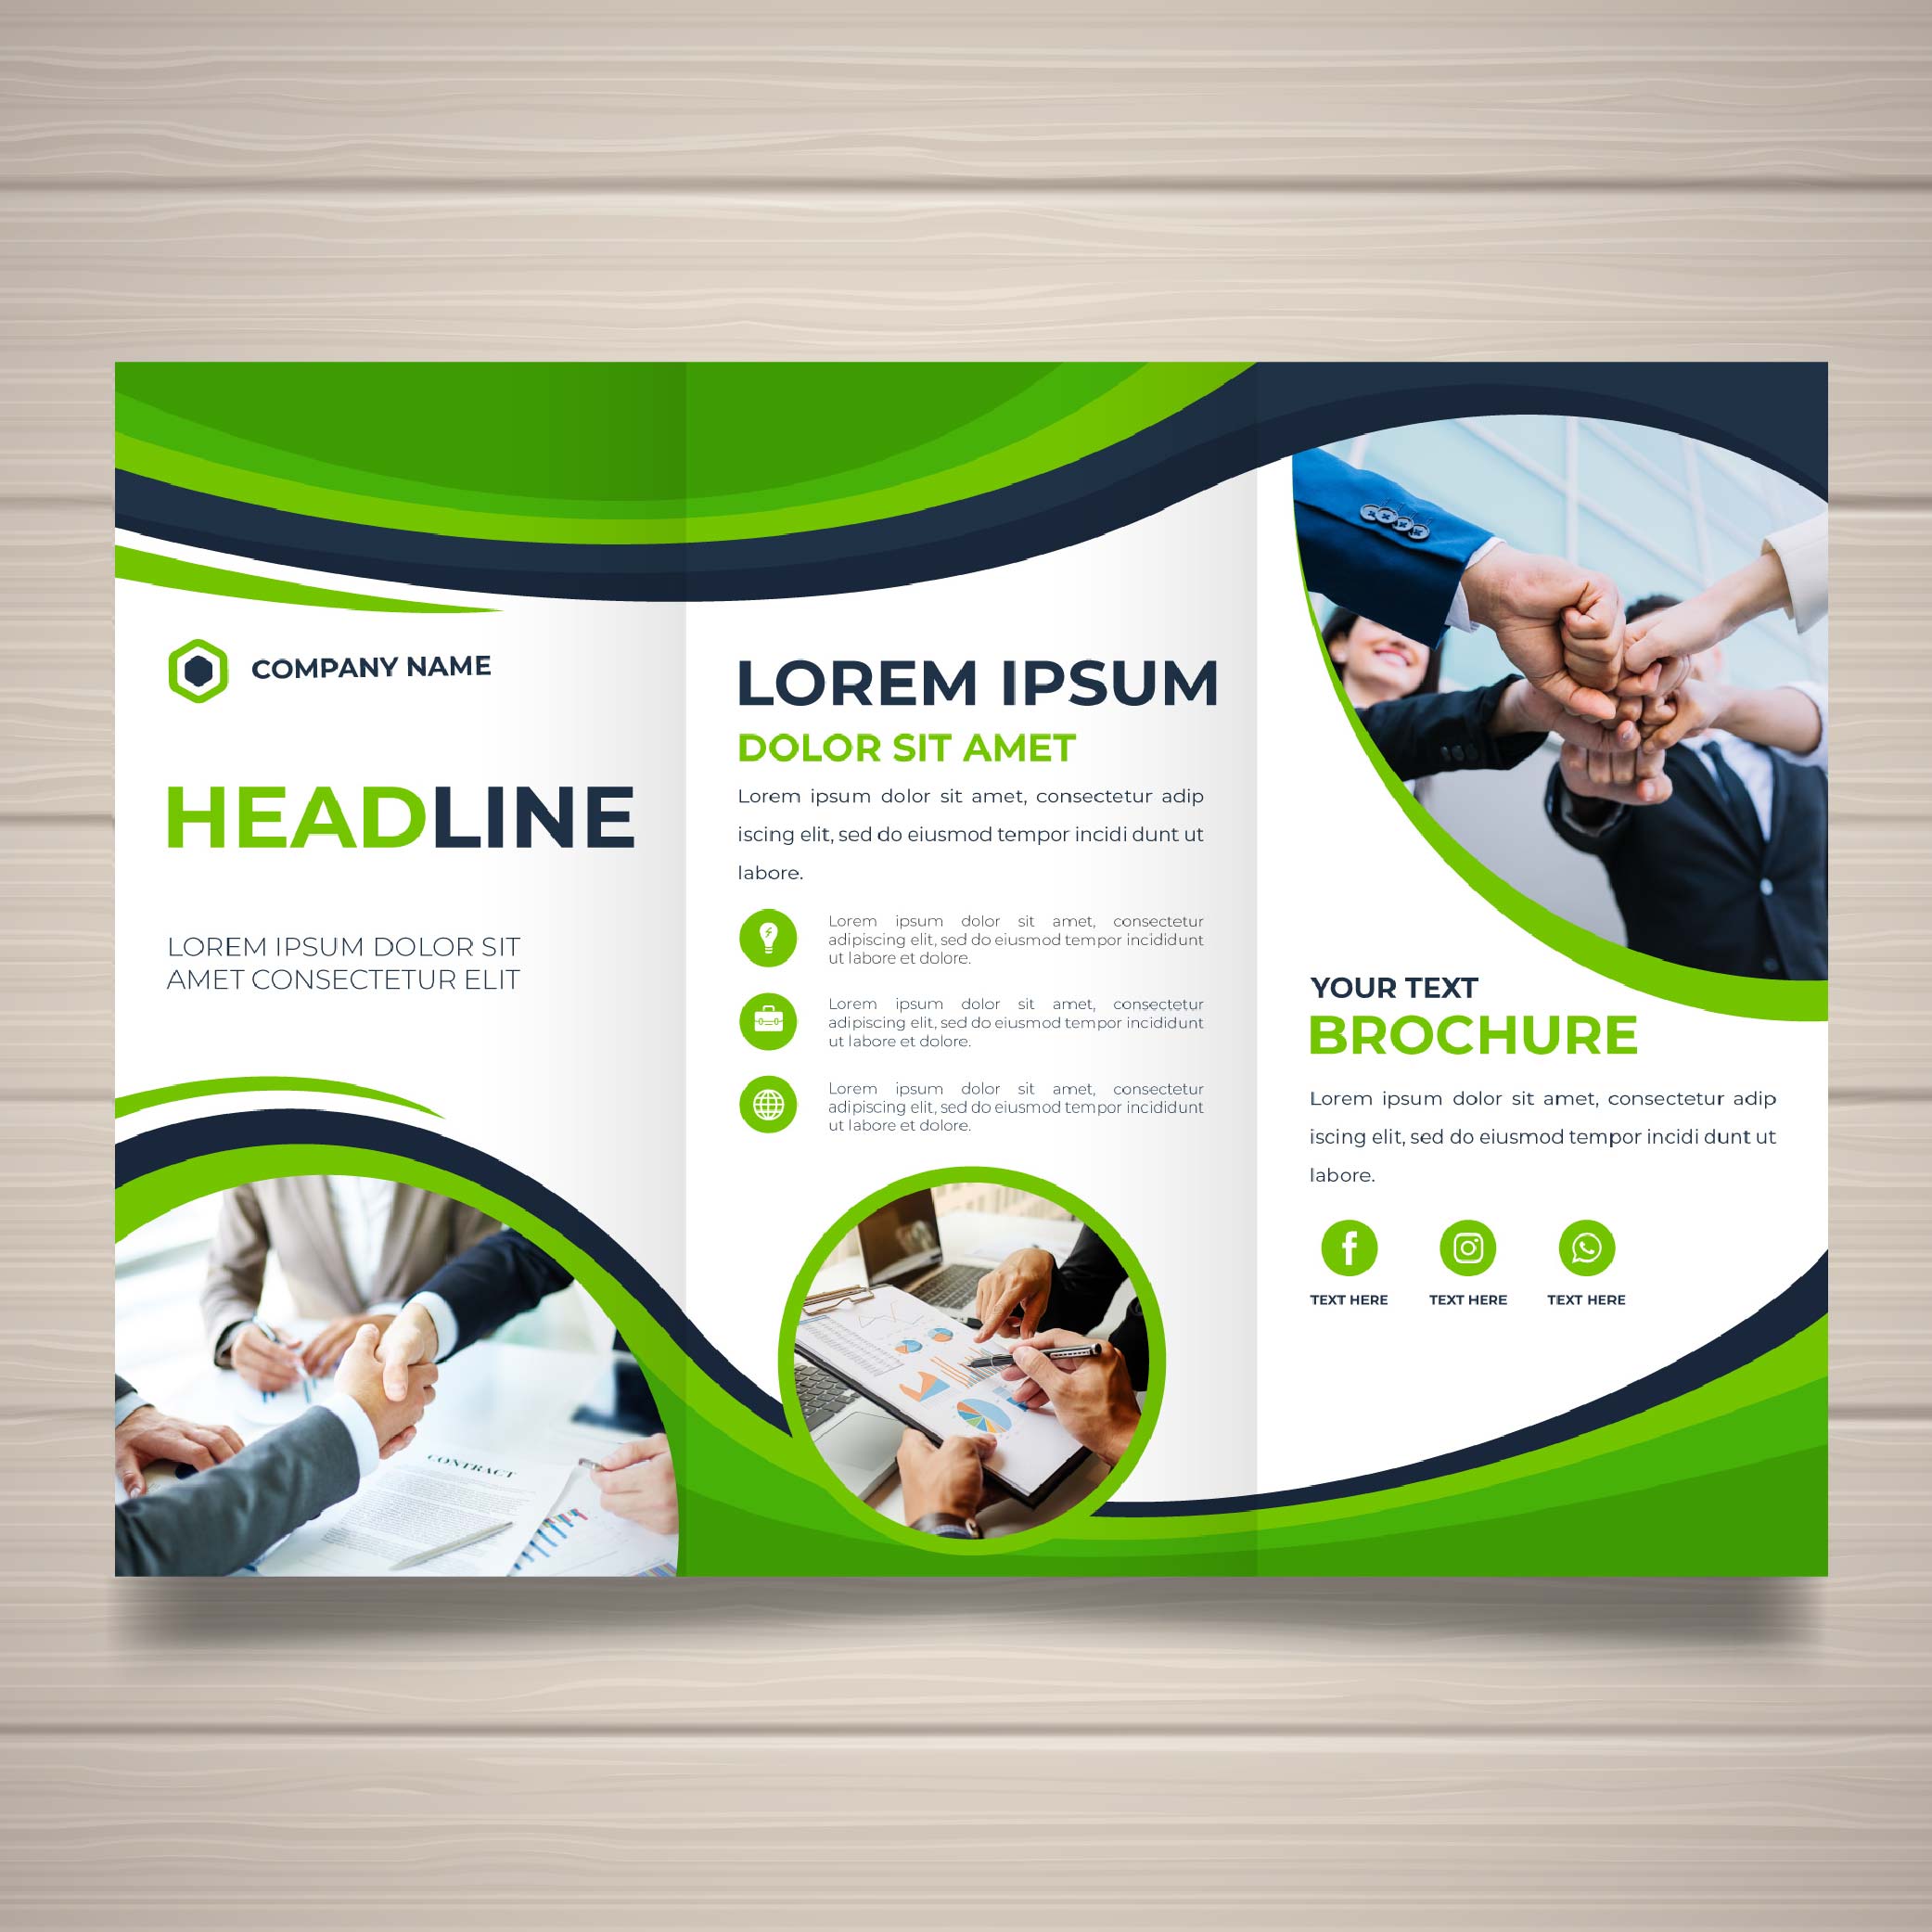 COMPANY NAME
HEADLINE
LOREM IPSUM DOLOR SIT
AMET CONSECTETUR ELIT
CONTRACT
LOREM IPSUM
DOLOR SIT AMET
Lorem ipsum dolor sit amet, consectetur adip
iscing elit, sed do eiusmod tempor incidi dunt ut
labore.
Lorem ipsum dolor sit amet, consectetur
adipiscing elit, sed do eiusmod tempor incididunt
ut labore et dolore.
Lorem ipsum dolor sit amet, consectetur
adipiscing elit, sed do eiusmod tempor incididunt
ut labore et dolore.
Lorem ipsum dolor sit amet, consectetur
adipiscing elit, sed do eiusmod tempor incididunt
ut labore et dolore.
YOUR TEXT
BROCHURE
Lorem ipsum dolor sit amet, consectetur adip
iscing elit, sed do eiusmod tempor incidi dunt ut
labore.
TEXT HERE TEXT HERE TEXT HERE